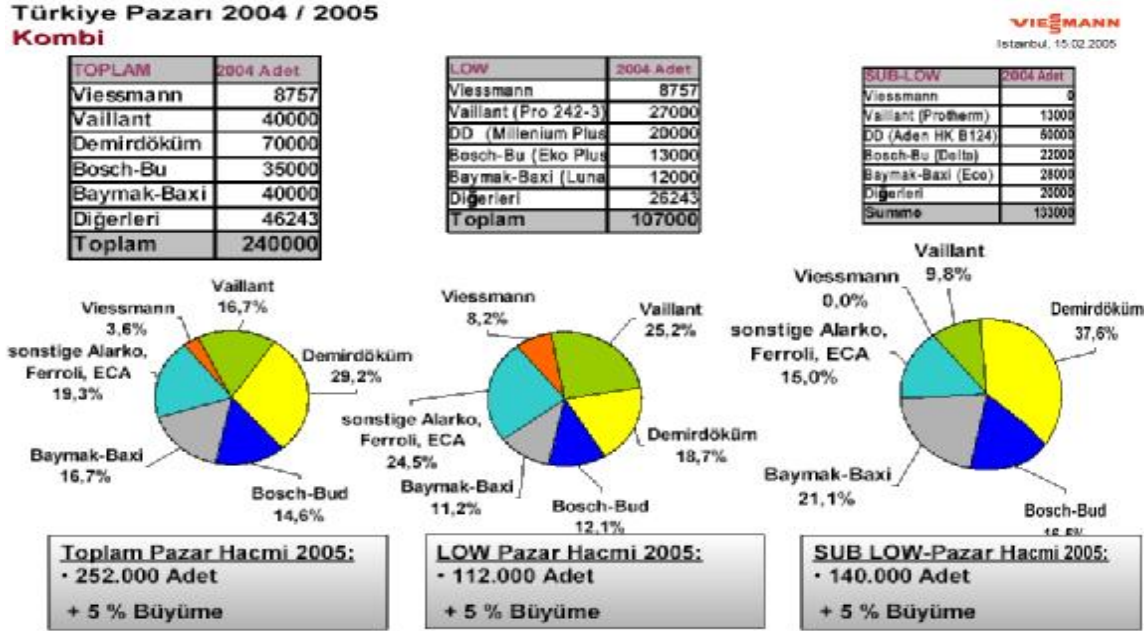 Türkiye Pazarı 2004 / 2005
Kombi
VIESMANN
Istanbul, 15.02.2005
TOPLAM 2004 Adet
Viessmann 8757
Vaillant 40000
Demirdöküm 70000
Bosch-Bu 35000
Baymak-Baxi 40000
Diğerleri 46243
Toplam 240000
LOW 2004 Adet
Viessmann 8757
Vaillant (Pro 242-3) 27000
DD (Millenium Plus 20000
Bosch-Bu (Eko Plus 13000
Baymak-Baxi (Luna 12000
Diğerleri 26243
Toplam 107000
SUB-LOW 2004 Adet
Viessmann 0
Vaillant (Protherm) 13000
DD (Aden HK B124) 50000
Bosch-Bu (Delta) 22000
Baymak-Baxi (Eco) 28000
Diğerleri 20000
Summe 133000
Vaillant
16,7%
Viessmann
3,6%
sonstige Alarko,
Ferroli, ECA
19,3%
Demirdöküm
29,2%
Baymak-Baxi
16,7%
Bosch-Bud
14,6%
Viessmann
8,2%
Vaillant
25,2%
sonstige Alarko,
Ferroli, ECA
24,5%
Demirdöküm
18,7%
Baymak-Baxi
11,2%
Bosch-Bud
12,1%
Vaillant
9,8%
Viessmann
0,0%
Demirdöküm
37,6%
sonstige Alarko,
Ferroli, ECA
15,0%
Baymak-Baxi
21,1%
Bosch-Bud
16,5%
Toplam Pazar Hacmi 2005:
· 252.000 Adet
+ 5 % Büyüme
LOW Pazar Hacmi 2005:
· 112.000 Adet
+ 5 % Büyüme
SUB LOW-Pazar Hacmi 2005:
· 140.000 Adet
+ 5 % Büyüme